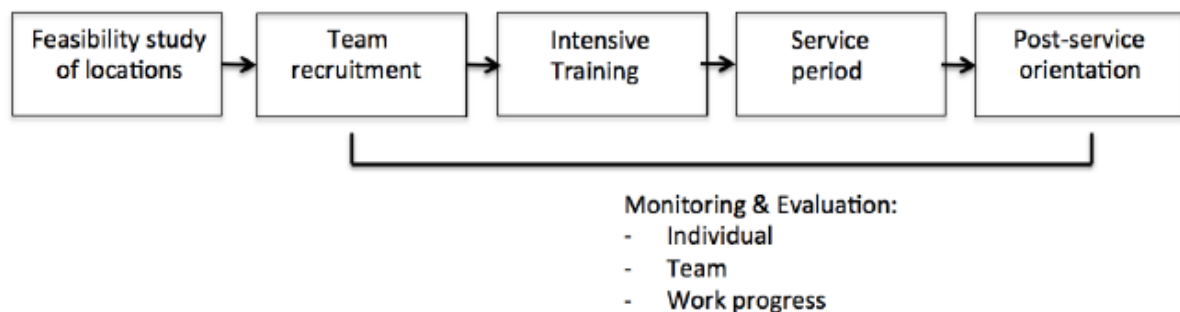 Feasibility study
of locations
Team
recruitment
Intensive
Training
Service
period
Post-service
orientation
Monitoring & Evaluation:
- Individual
- Team
- Work progress